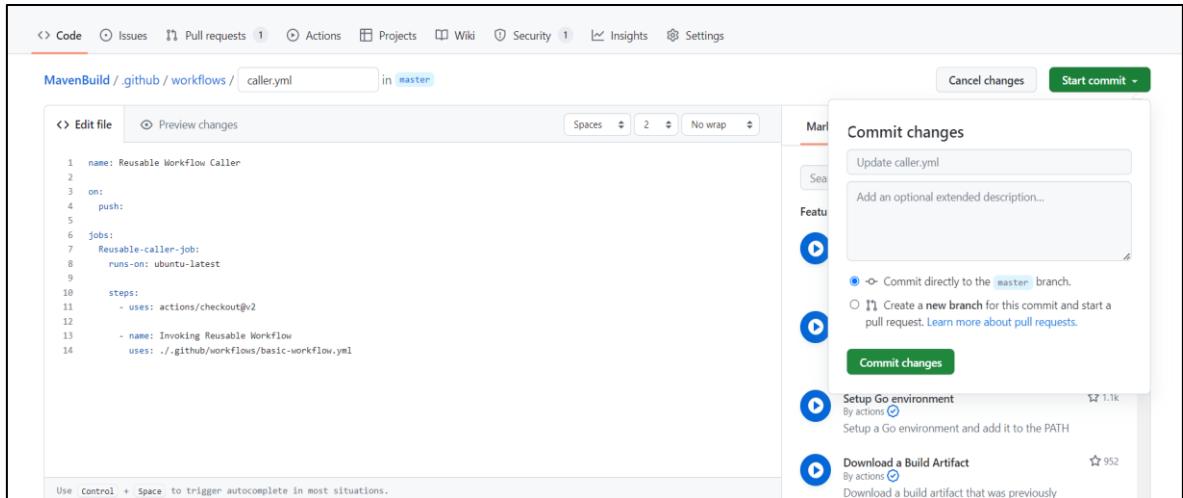 Code Issues Pull requests 1 Actions Projects Wiki Security 1 Insights Settings
MavenBuild / .github / workflows / caller.yml in master
Cancel changes Start commit
Edit file Preview changes
Spaces 2 No wrap
1 name: Reusable Workflow Caller
2
3 on:
4 push:
5
6 jobs:
7 Reusable-caller-job:
8 runs-on: ubuntu-latest
9
10 steps:
11 - uses: actions/checkout@v2
12
13 - name: Invoking Reusable Workflow
14 uses: ./.github/workflows/basic-workflow.yml
Use Control + Space to trigger autocomplete in most situations.
Commit changes
Update caller.yml
Add an optional extended description...
Commit directly to the master branch.
Create a new branch for this commit and start a
pull request. Learn more about pull requests.
Commit changes
Setup Go environment 1.1k
By actions
Setup a Go environment and add it to the PATH
Download a Build Artifact 952
By actions
Download a build artifact that was previously